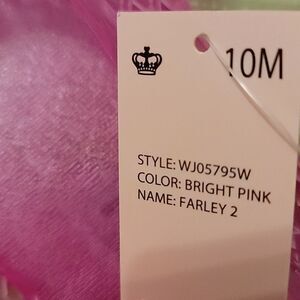 10M
STYLE: WJ05795W
COLOR: BRIGHT PINK
NAME: FARLEY 2